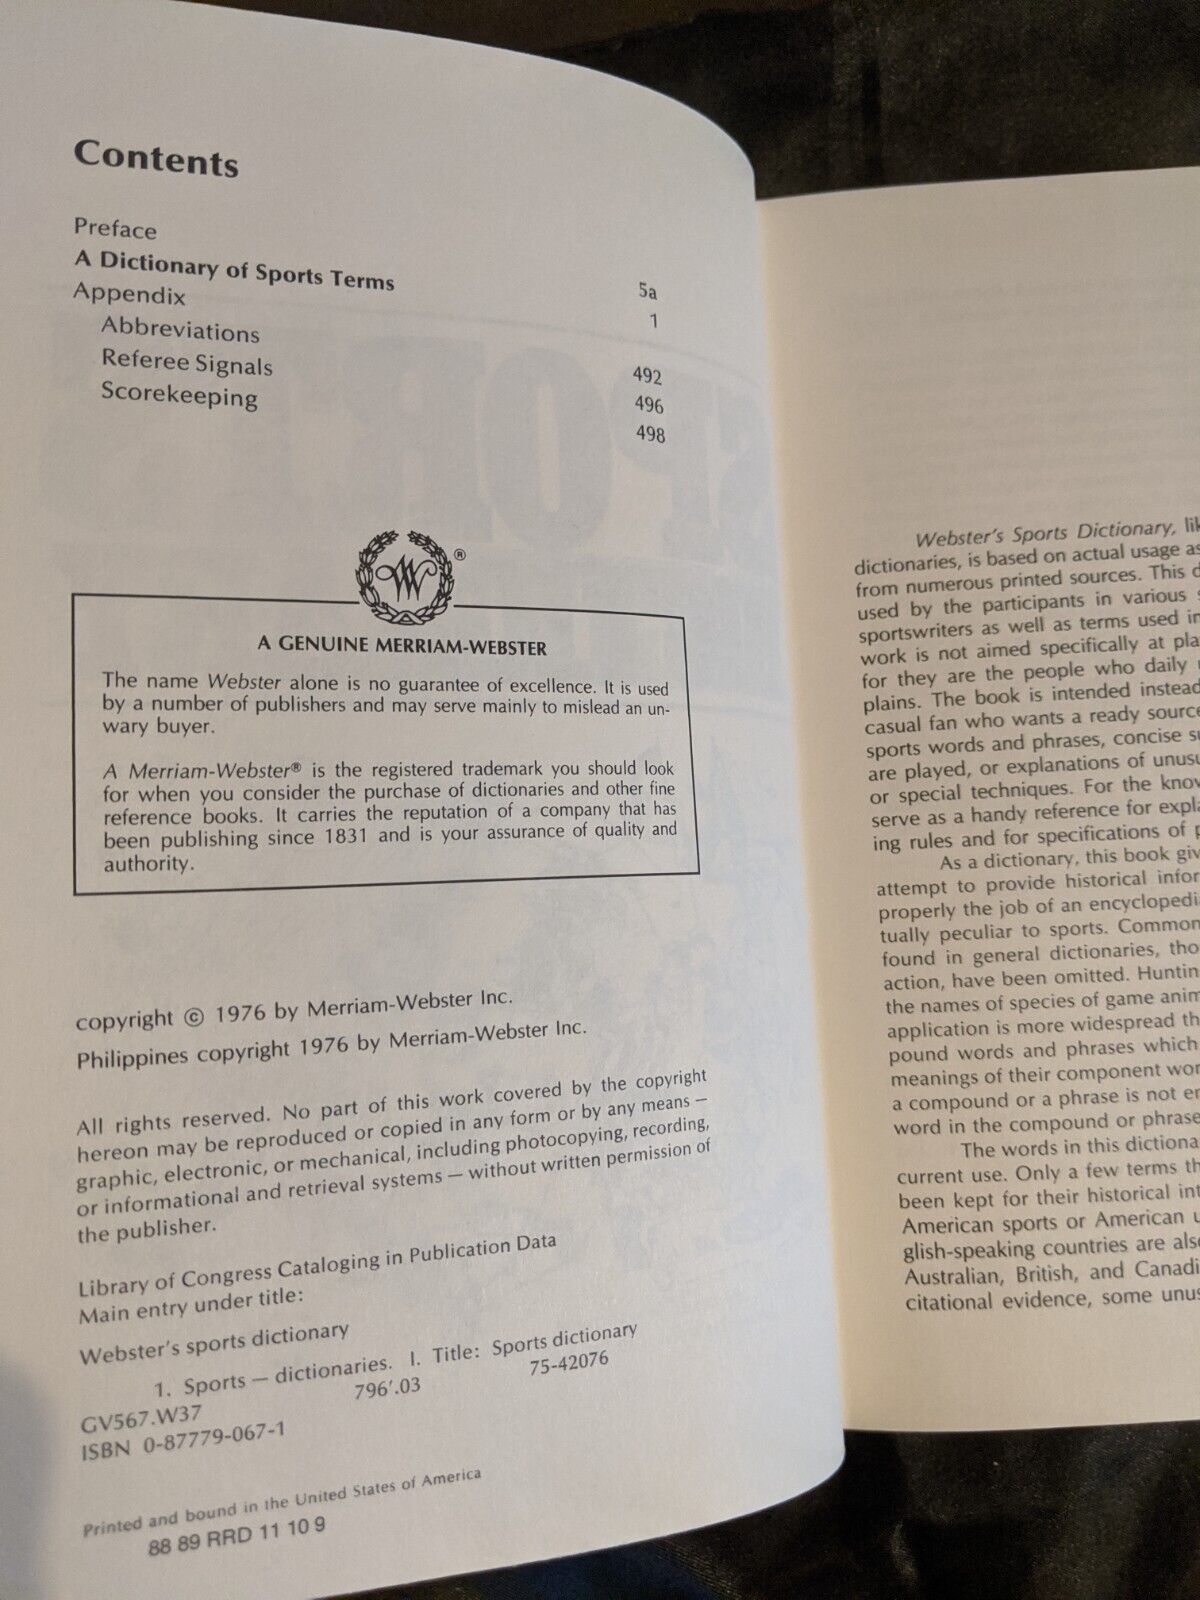 Contents
Preface 5a
A Dictionary of Sports Terms 1
Appendix
Abbreviations 492
Referee Signals 496
Scorekeeping 498
W ®
A GENUINE MERRIAM-WEBSTER
The name Webster alone is no guarantee of excellence. It is used
by a number of publishers and may serve mainly to mislead an un-
wary buyer.
A Merriam-Webster® is the registered trademark you should look
for when you consider the purchase of dictionaries and other fine
reference books. It carries the reputation of a company that has
been publishing since 1831 and is your assurance of quality and
authority.
copyright © 1976 by Merriam-Webster Inc.
Philippines copyright 1976 by Merriam-Webster Inc.
All rights reserved. No part of this work covered by the copyright
hereon may be reproduced or copied in any form or by any means —
graphic, electronic, or mechanical, including photocopying, recording,
or informational and retrieval systems — without written permission of
the publisher.
Library of Congress Cataloging in Publication Data
Main entry under title:
Webster's sports dictionary
1. Sports — dictionaries. I. Title: Sports dictionary
GV567.W37 796'.03 75-42076
ISBN 0-87779-067-1
Printed and bound in the United States of America
88 89 RRD 11 10 9
Webster's Sports Dictionary,
dictionaries, is based on actual usage as
from numerous printed sources. This
used by the participants in various
sportswriters as well as terms used
work is not aimed specifically at
for they are the people who daily
plains. The book is intended instead
casual fan who wants a ready source
sports words and phrases, concise
are played, or explanations of
or special techniques. For the
serve as a handy reference for
ing rules and for specifications of
As a dictionary, this book
attempt to provide historical
properly the job of an
tually peculiar to sports. Common
found in general dictionaries,
action, have been omitted.
the names of species of game
application is more widespread
pound words and phrases which
meanings of their component
a compound or a phrase is not
word in the compound or phrase
The words in this
current use. Only a few terms
been kept for their historical
American sports or American
glish-speaking countries are
Australian, British, and
citational evidence, some